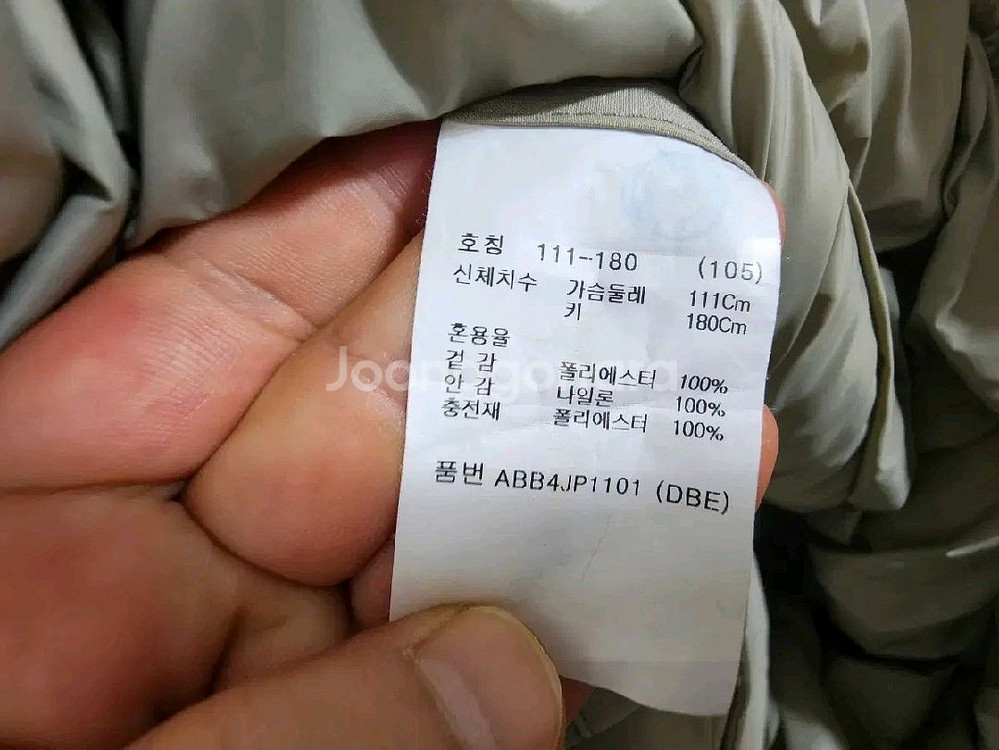 호칭 111-180 (105)
신체치수 가슴둘레 111Cm
키 180Cm
혼용율
겉 감 폴리에스터 100%
안 감 나일론 100%
충전재 폴리에스터 100%
품번 ABB4JP1101 (DBE)
Joonggonara